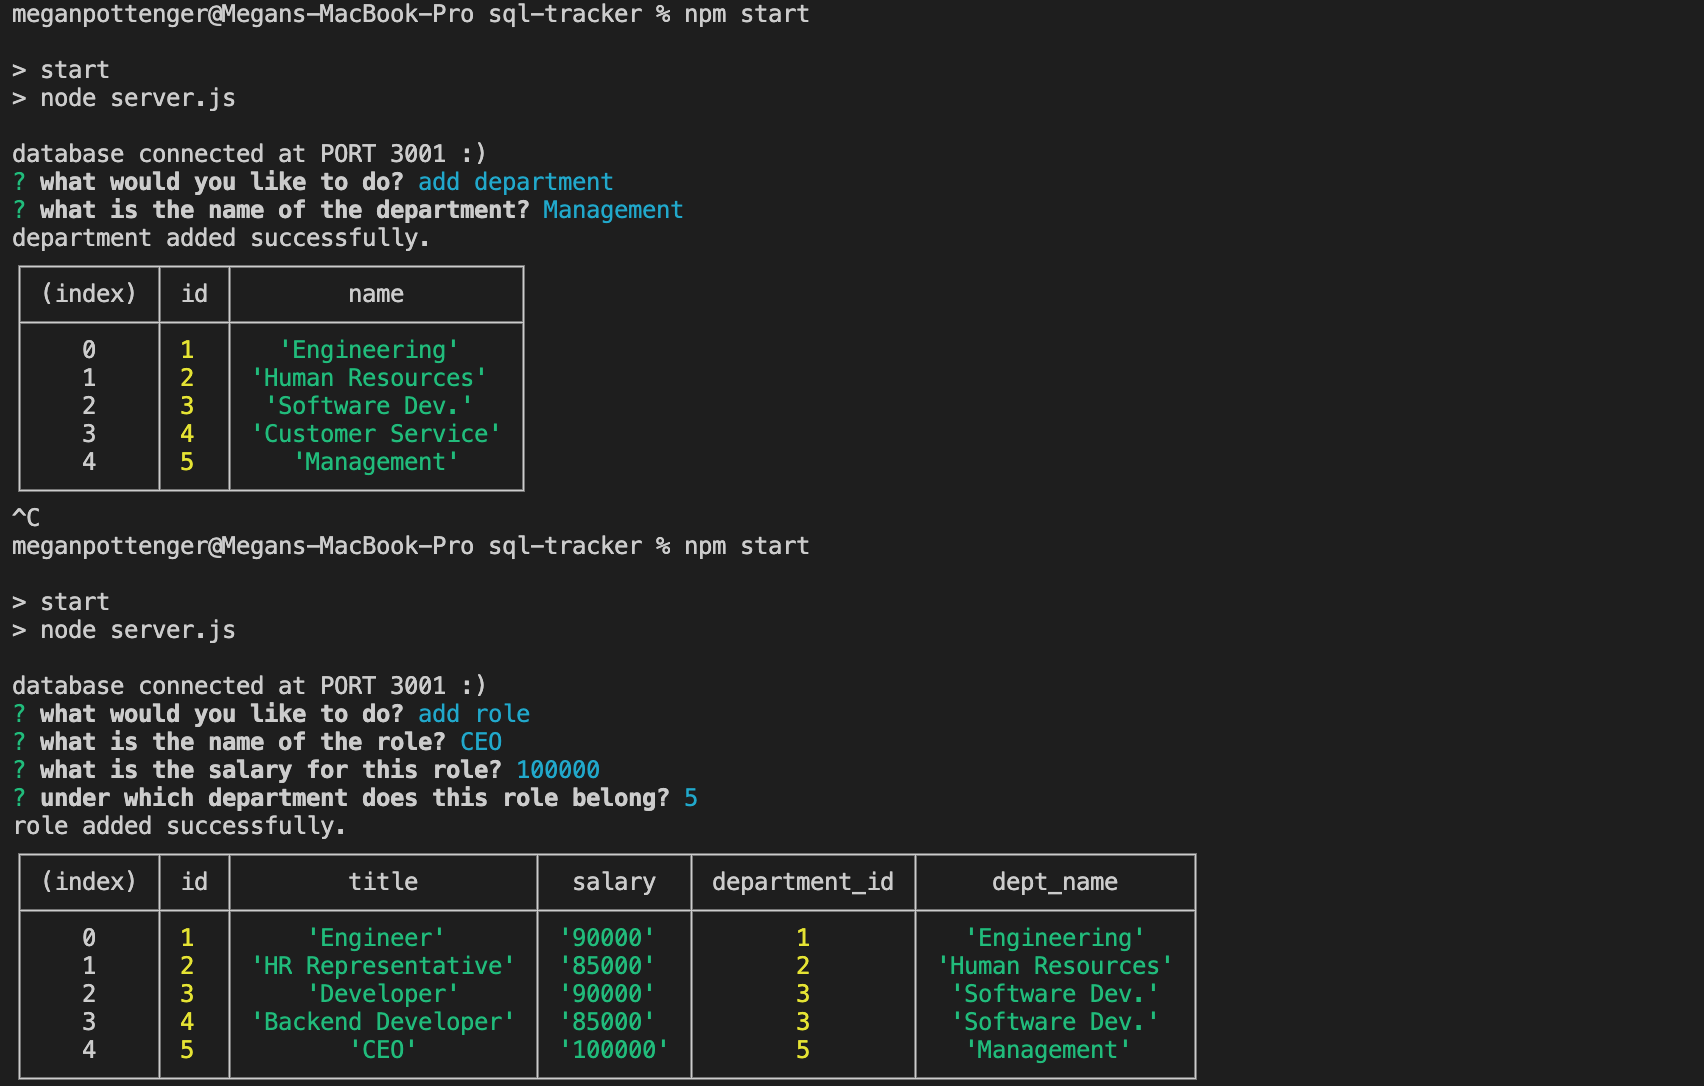 meganpottenger@Megans-MacBook-Pro sql-tracker % npm start
> start
> node server.js
database connected at PORT 3001 :)
? what would you like to do? add department
? what is the name of the department? Management
department added successfully.
(index) id name
0 1 'Engineering'
1 2 'Human Resources'
2 3 'Software Dev.'
3 4 'Customer Service'
4 5 'Management'
^C
meganpottenger@Megans-MacBook-Pro sql-tracker % npm start
> start
> node server.js
database connected at PORT 3001 :)
? what would you like to do? add role
? what is the name of the role? CEO
? what is the salary for this role? 100000
? under which department does this role belong? 5
role added successfully.
(index) id title salary department_id dept_name
0 1 'Engineer' '90000' 1 'Engineering'
1 2 'HR Representative' '85000' 2 'Human Resources'
2 3 'Developer' '90000' 3 'Software Dev.'
3 4 'Backend Developer' '85000' 3 'Software Dev.'
4 5 'CEO' '100000' 5 'Management'